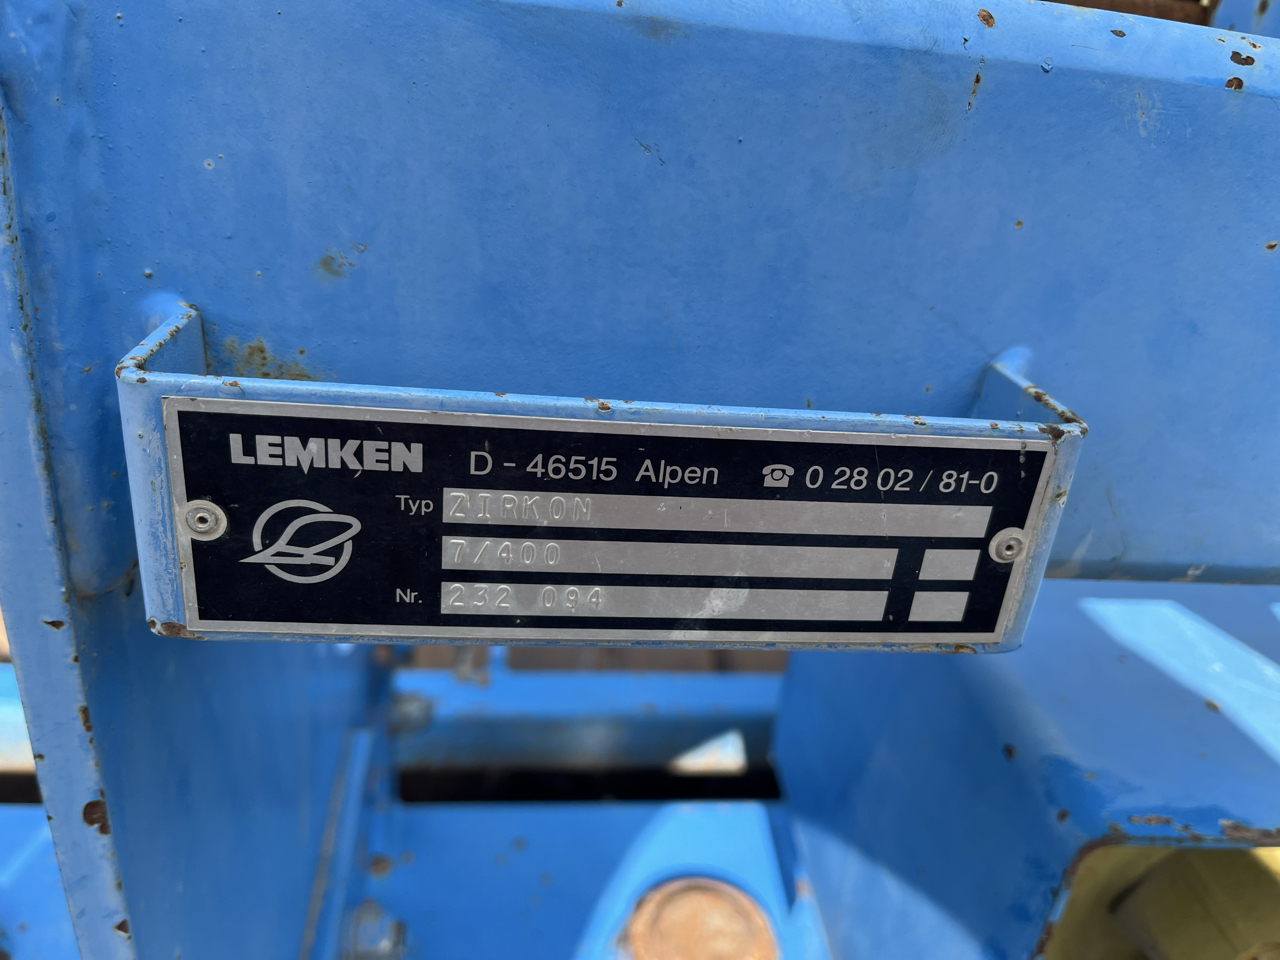 LEMKEN D - 46515 Alpen ☎ 0 28 02 / 81-0
Typ ZIRKON
7/400
Nr. 232 094